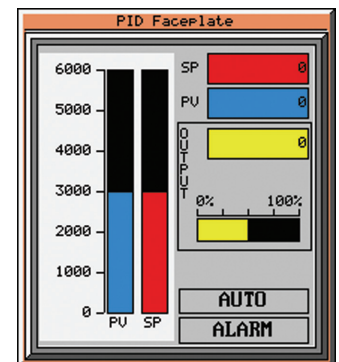 PID Faceplate
6000
5000
4000
3000
2000
1000
0
PV SP
SP 0
PV 0
OUTPUT
0
0% 100%
AUTO
ALARM